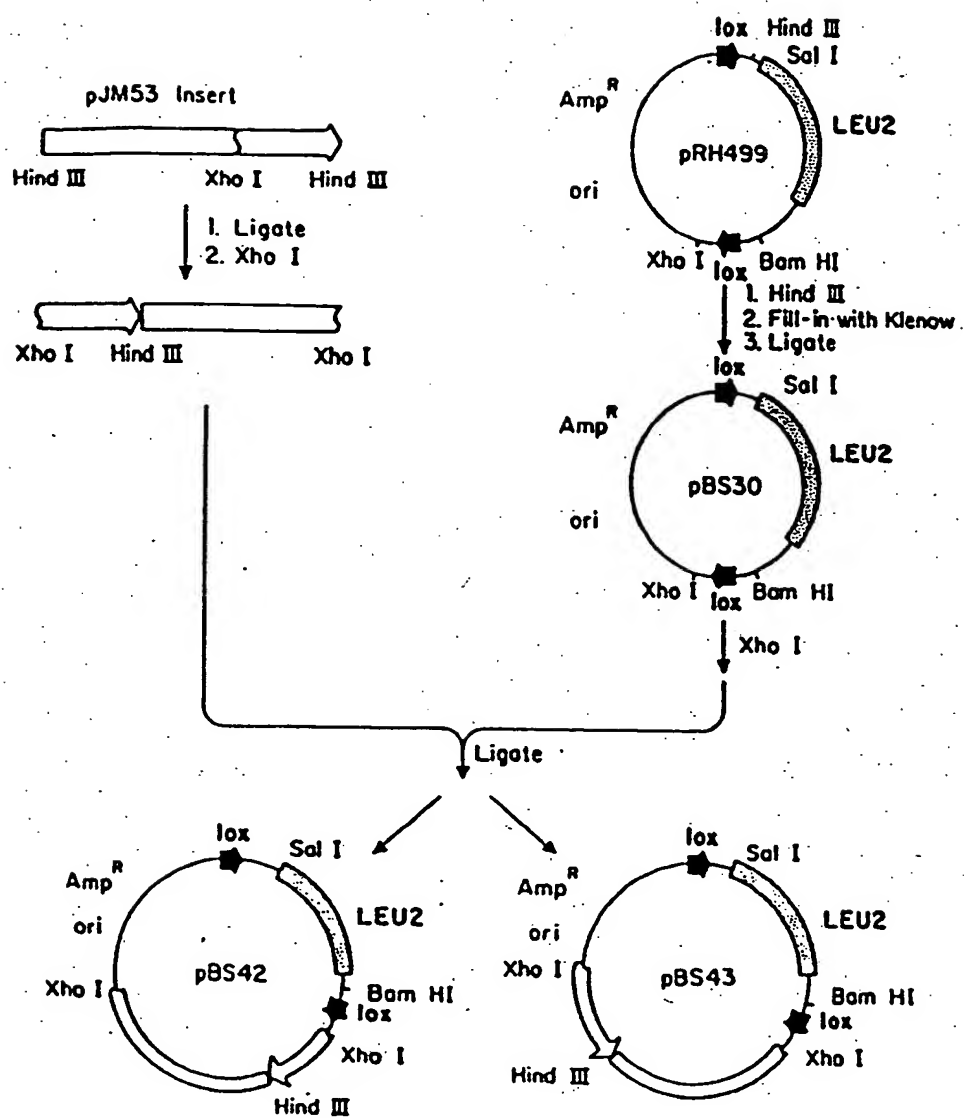 pJM53 Insert
Hind III Xho I Hind III
1. Ligate
2. Xho I
Xho I Hind III Xho I
lox Hind III
Sal I
Amp^R
LEU2
pRH499
ori
Xho I lox Bam HI
1. Hind III
2. Fill-in with Klenow
3. Ligate
lox
Sal I
Amp^R
LEU2
pBS30
ori
Xho I lox Bam HI
Xho I
Ligate
lox
Sal I
Amp^R
LEU2
ori
pBS42
Xho I
Bam HI
lox
Xho I
Hind III
lox
Sal I
Amp^R
LEU2
ori
Xho I
pBS43
Bam HI
lox
Xho I
Hind III